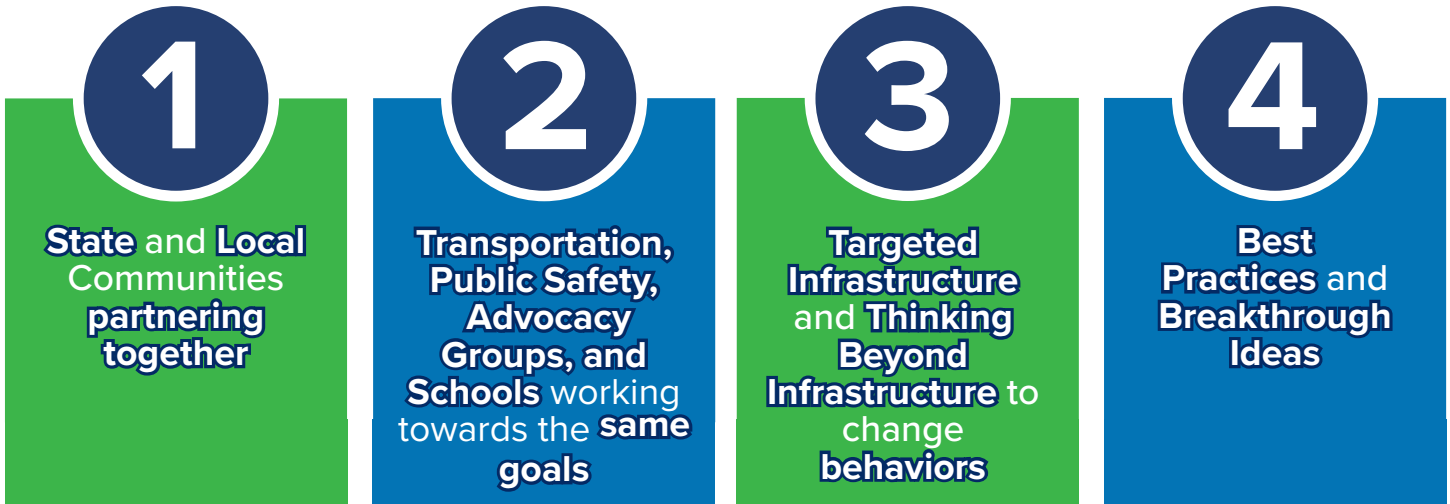 1
State and Local
Communities
partnering
together
2
Transportation,
Public Safety,
Advocacy
Groups, and
Schools working
towards the same
goals
3
Targeted
Infrastructure
and Thinking
Beyond
Infrastructure to
change
behaviors
4
Best
Practices and
Breakthrough
Ideas